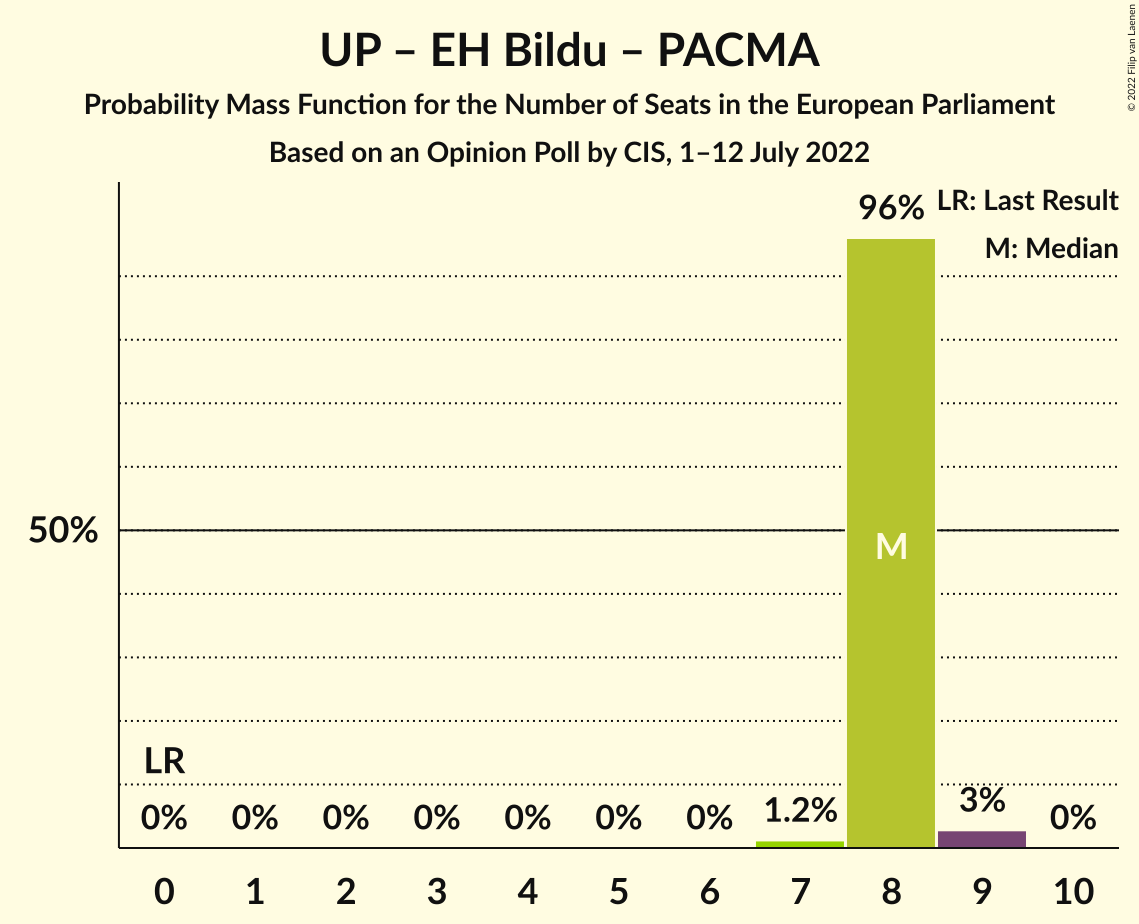 UP – EH Bildu – PACMA
Probability Mass Function for the Number of Seats in the European Parliament
Based on an Opinion Poll by CIS, 1–12 July 2022
© 2022 Filip van Laenen
LR: Last Result
M: Median
96%
50%
M
LR
0% 0% 0% 0% 0% 0% 0% 1.2% 3% 0%
0 1 2 3 4 5 6 7 8 9 10